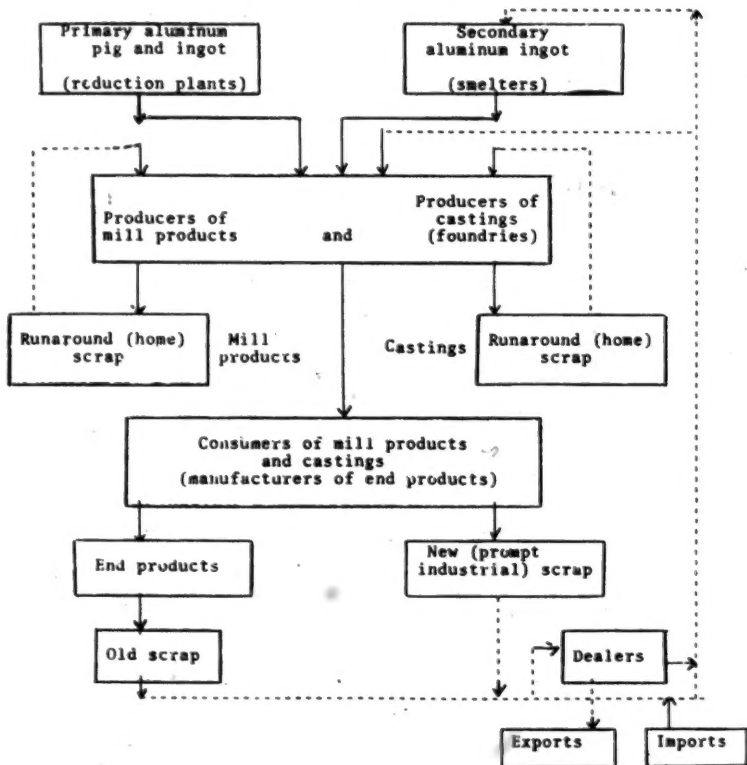 Primary aluminum
pig and ingot
(reduction plants)
Secondary
aluminum ingot
(smelters)
Producers of
mill products
and
Producers of
castings
(foundries)
Runaround (home)
scrap
Mill
products
Castings
Runaround (home)
scrap
Consumers of mill products
and castings
(manufacturers of end products)
End products
New (prompt
industrial) scrap
Old scrap
Dealers
Exports
Imports